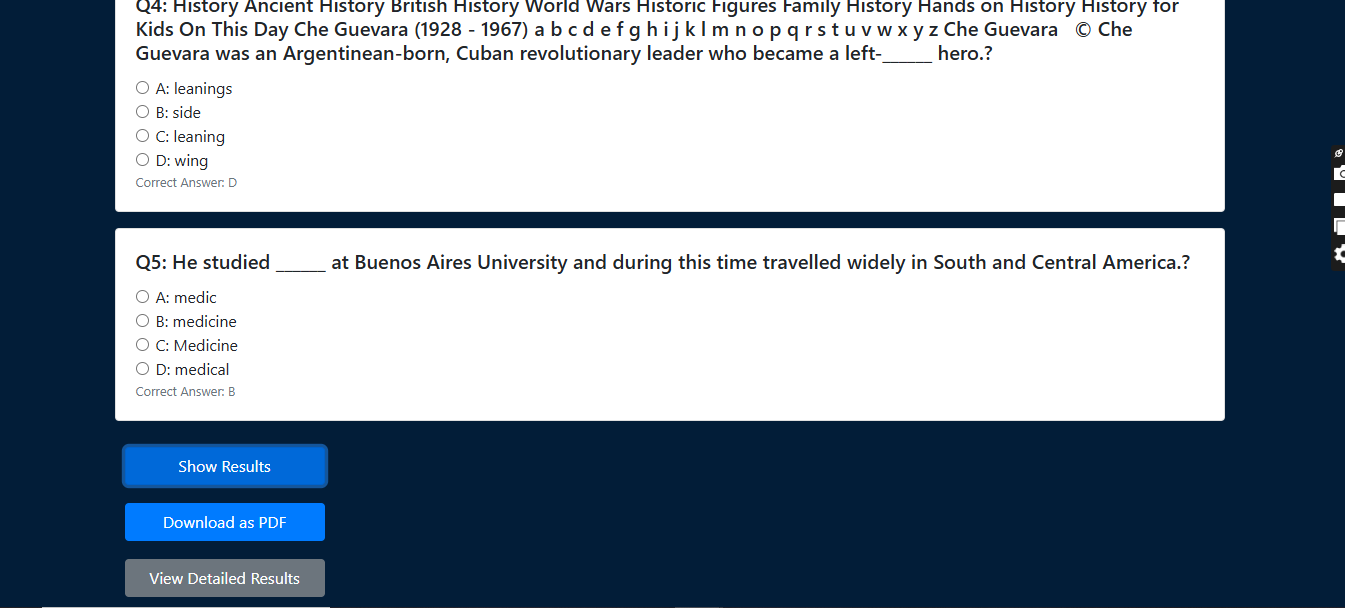 Q4: History Ancient History British History World Wars Historic Figures Family History Hands on History History for
Kids On This Day Che Guevara (1928 - 1967) a b c d e f g h i j k l m n o p q r s t u v w x y z Che Guevara © Che
Guevara was an Argentinean-born, Cuban revolutionary leader who became a left-______ hero.?
A: leanings
B: side
C: leaning
D: wing
Correct Answer: D
Q5: He studied ______ at Buenos Aires University and during this time travelled widely in South and Central America.?
A: medic
B: medicine
C: Medicine
D: medical
Correct Answer: B
Show Results
Download as PDF
View Detailed Results